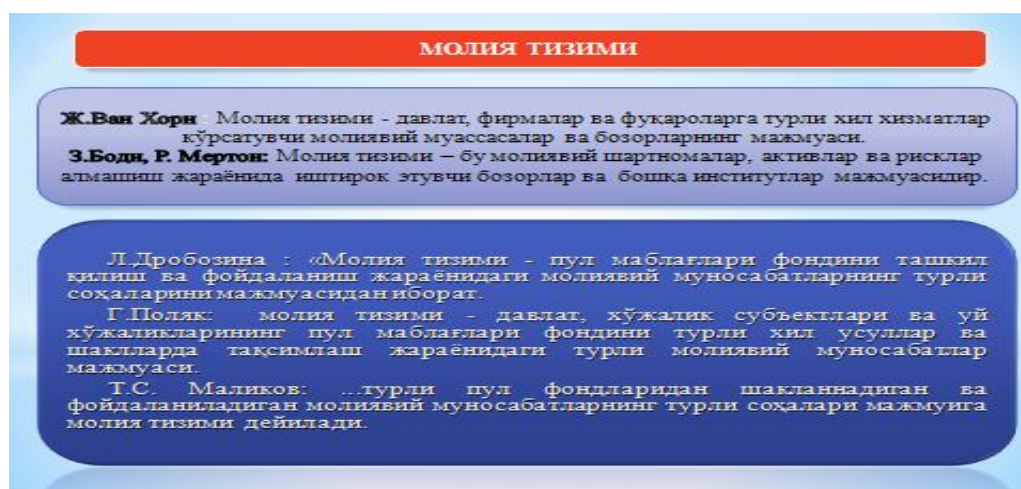 МОЛИЯ ТИЗИМИ
Ж.Ван Хорн : Молия тизими - давлат, фирмалар ва фуқароларга турли хил хизматлар
кўрсатувчи молиявий муассасалар ва бозорларнинг мажмуаси.
З.Боди, Р. Мертон: Молия тизими – бу молиявий шартномалар, активлар ва рисклар
алмашиш жараёнида иштирок этувчи бозорлар ва бошқа институтлар мажмуасидир.
Л.Дробозина : «Молия тизими - пул маблағлари фондини ташкил
қилиш ва фойдаланиш жараёнидаги молиявий муносабатларнинг турли
соҳаларини мажмуасидан иборат.
Г.Поляк: молия тизими - давлат, хўжалик субъектлари ва уй
хўжаликларининг пул маблағлари фондини турли хил усуллар ва
шаклларда тақсимлаш жараёнидаги турли молиявий муносабатлар
мажмуаси.
Т.С. Маликов: ...турли пул фондларидан шакланнадиган ва
фойдаланиладиган молиявий муносабатларнинг турли соҳалари мажмуига
молия тизими дейилади.